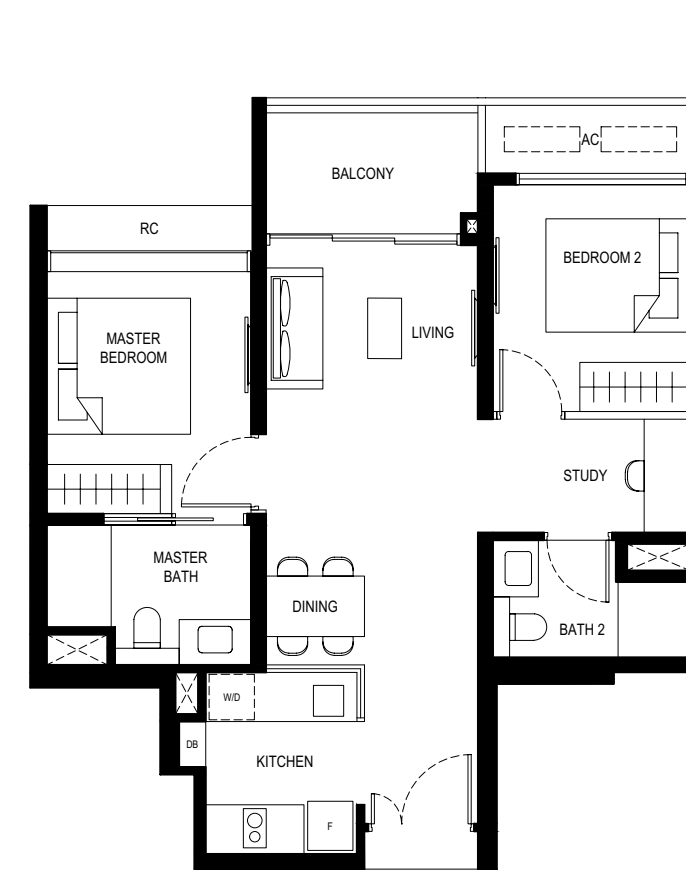 AC
BALCONY
RC
BEDROOM 2
LIVING
MASTER
BEDROOM
STUDY
MASTER
BATH
DINING
BATH 2
W/D
DB
KITCHEN
F